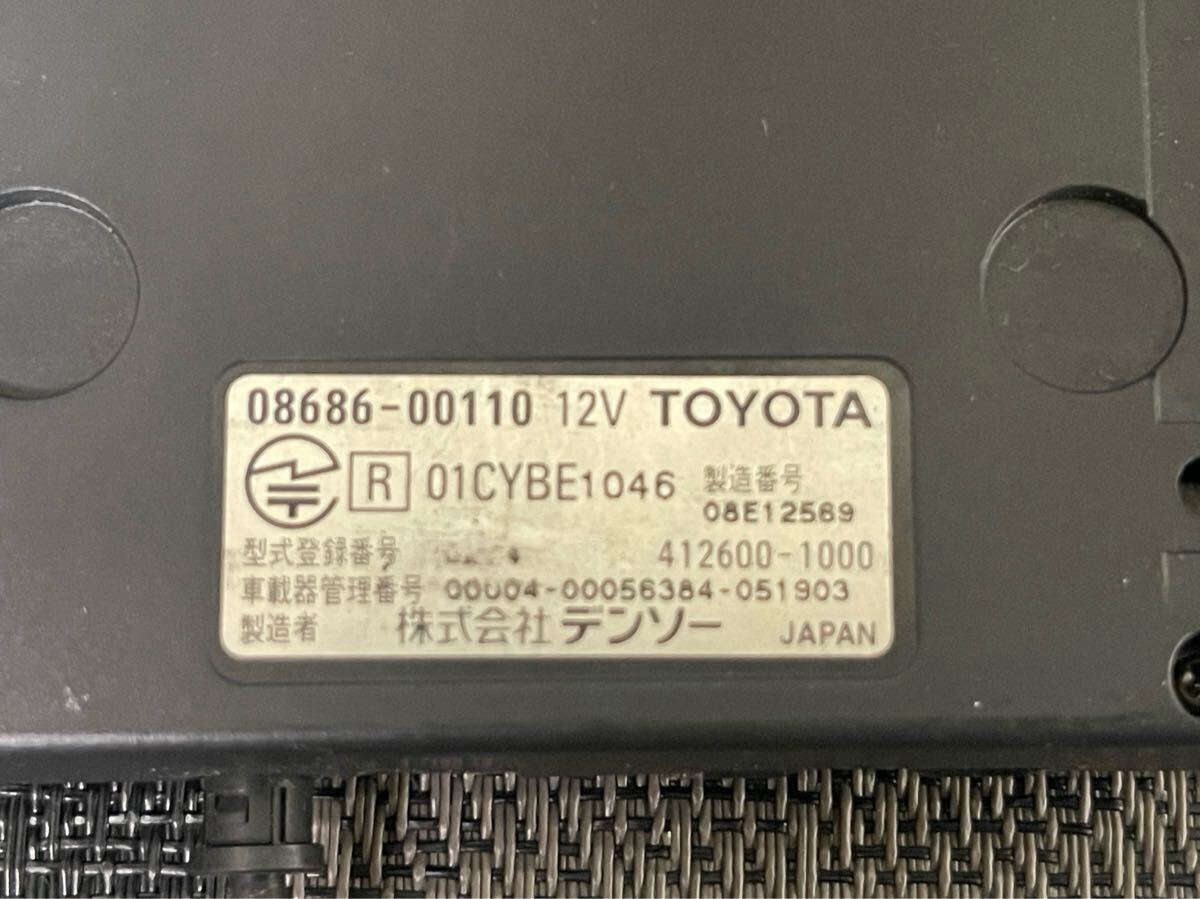 08686-00110 12V TOYOTA
R 01CYBE1046 製造番号
08E12569
型式登録番号 412600-1000
車載器管理番号 00004-00056384-051903
製造者 株式会社 デンソー JAPAN